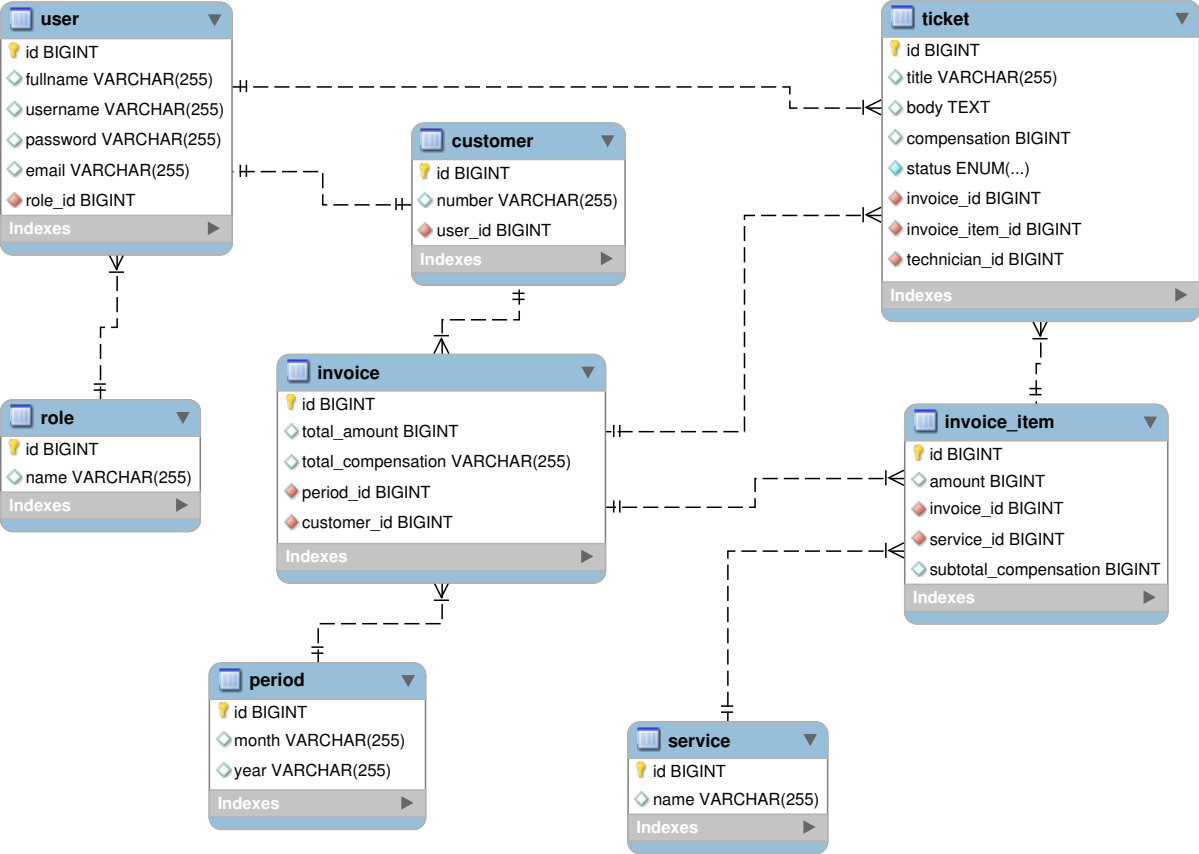 user
id BIGINT
fullname VARCHAR(255)
username VARCHAR(255)
password VARCHAR(255)
email VARCHAR(255)
role_id BIGINT
Indexes
ticket
id BIGINT
title VARCHAR(255)
body TEXT
compensation BIGINT
status ENUM(...)
invoice_id BIGINT
invoice_item_id BIGINT
technician_id BIGINT
Indexes
customer
id BIGINT
number VARCHAR(255)
user_id BIGINT
Indexes
invoice
id BIGINT
total_amount BIGINT
total_compensation VARCHAR(255)
period_id BIGINT
customer_id BIGINT
Indexes
role
id BIGINT
name VARCHAR(255)
Indexes
invoice_item
id BIGINT
amount BIGINT
invoice_id BIGINT
service_id BIGINT
subtotal_compensation BIGINT
Indexes
period
id BIGINT
month VARCHAR(255)
year VARCHAR(255)
Indexes
service
id BIGINT
name VARCHAR(255)
Indexes